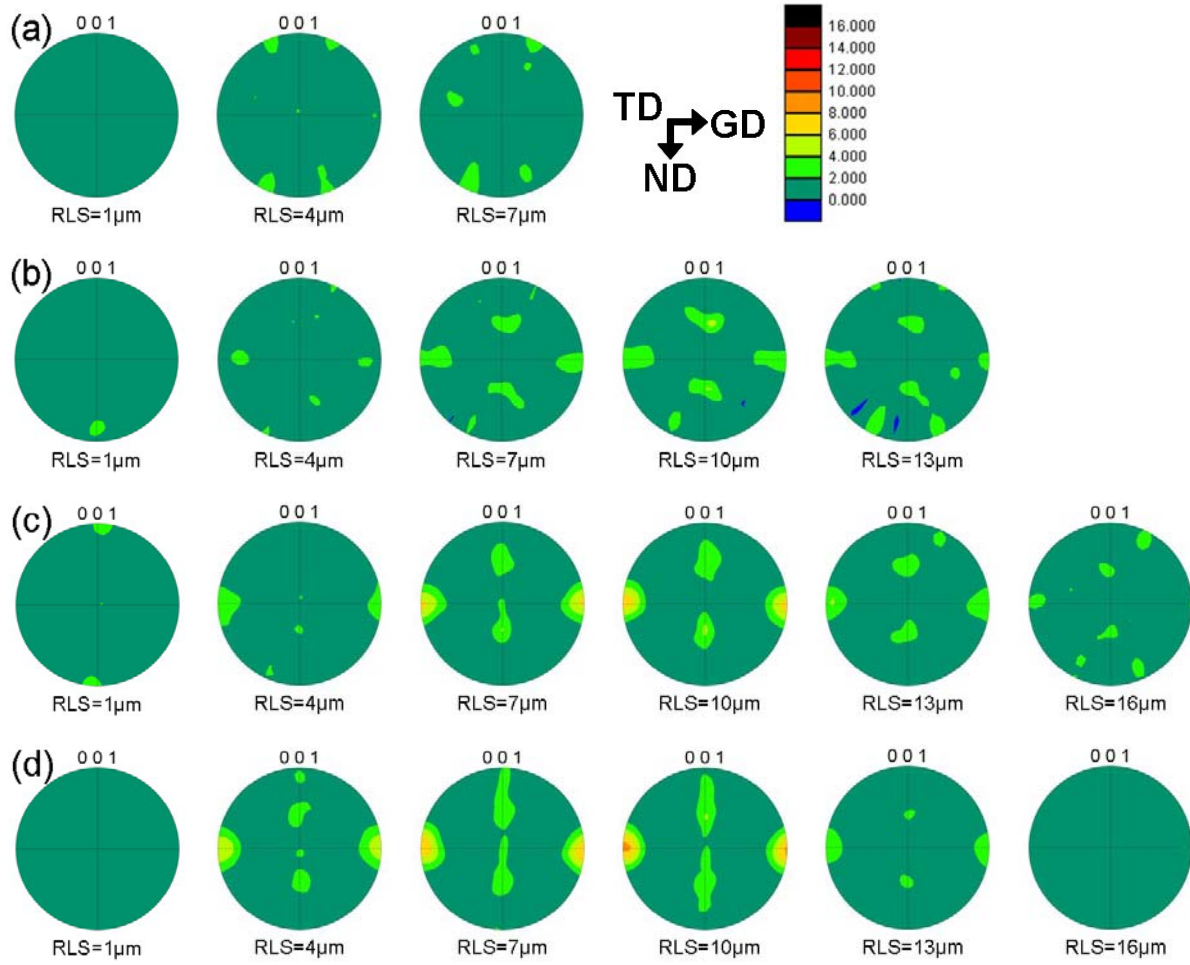 (a)
0 0 1
0 0 1
0 0 1
RLS=1μm
RLS=4μm
RLS=7μm
TD
GD
ND
16.000
14.000
12.000
10.000
8.000
6.000
4.000
2.000
0.000
(b)
0 0 1
0 0 1
0 0 1
0 0 1
0 0 1
RLS=1μm
RLS=4μm
RLS=7μm
RLS=10μm
RLS=13μm
(c)
0 0 1
0 0 1
0 0 1
0 0 1
0 0 1
0 0 1
RLS=1μm
RLS=4μm
RLS=7μm
RLS=10μm
RLS=13μm
RLS=16μm
(d)
0 0 1
0 0 1
0 0 1
0 0 1
0 0 1
0 0 1
RLS=1μm
RLS=4μm
RLS=7μm
RLS=10μm
RLS=13μm
RLS=16μm